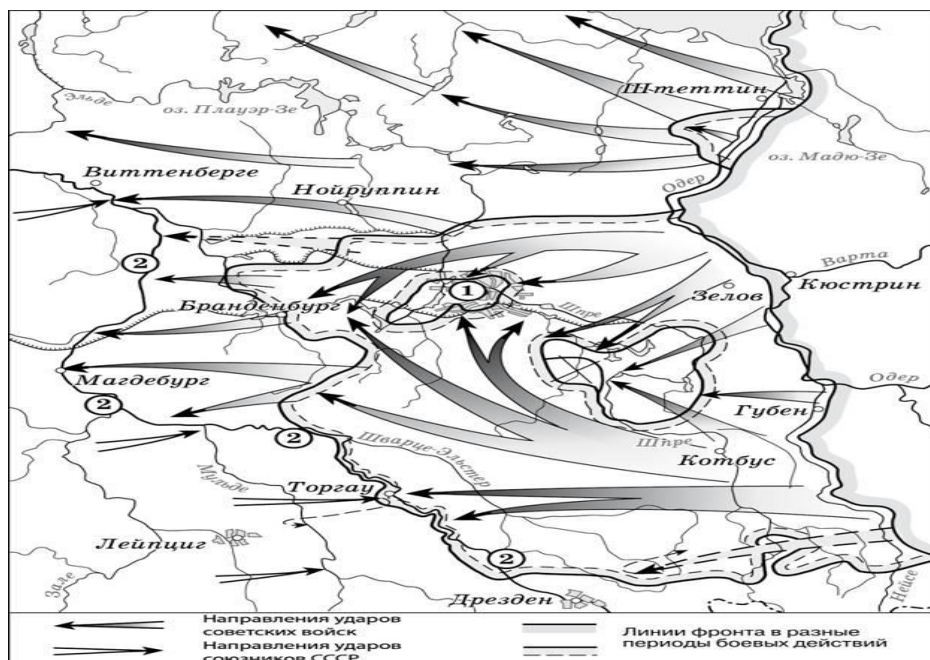 Штеттин
Эльде
оз. Плауэр-Зе
оз. Мадю-Зе
Виттенберге
Нойруппин
Одер
2
Варта
1
Кюстрин
Зелов
Бранденбург
Шпре
Магдебург
Одер
2
Губен
2
Шварце-Эльстер
Шпре
Котбус
Мульде
Торгау
Лейпциг
2
Зале
Дрезден
Нейсе
Направления ударов
советских войск
Направления ударов
союзников СССР
Линии фронта в разные
периоды боевых действий